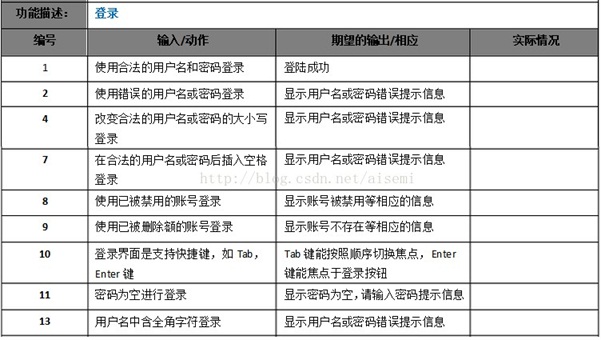 功能描述： 登录
编号 输入/动作 期望的输出/相应 实际情况
1 使用合法的用户名和密码登录 登陆成功
2 使用错误的用户名或密码登录 显示用户名或密码错误提示信息
4 改变合法的用户名或密码的大小写 显示用户名或密码错误提示信息
登录
7 在合法的用户名或密码后插入空格 显示用户名或密码错误提示信息
登录
http://blog.csdn.net/aisemi
8 使用已被禁用的账号登录 显示账号被禁用等相应的信息
9 使用已被删除额的账号登录 显示账号不存在等相应的信息
10 登录界面是支持快捷键，如 Tab， Tab 键能按照顺序切换焦点，Enter
Enter 键 键能焦点于登录按钮
11 密码为空进行登录 显示密码为空，请输入密码提示信息
13 用户名中含全角字符登录 显示用户名或密码错误提示信息